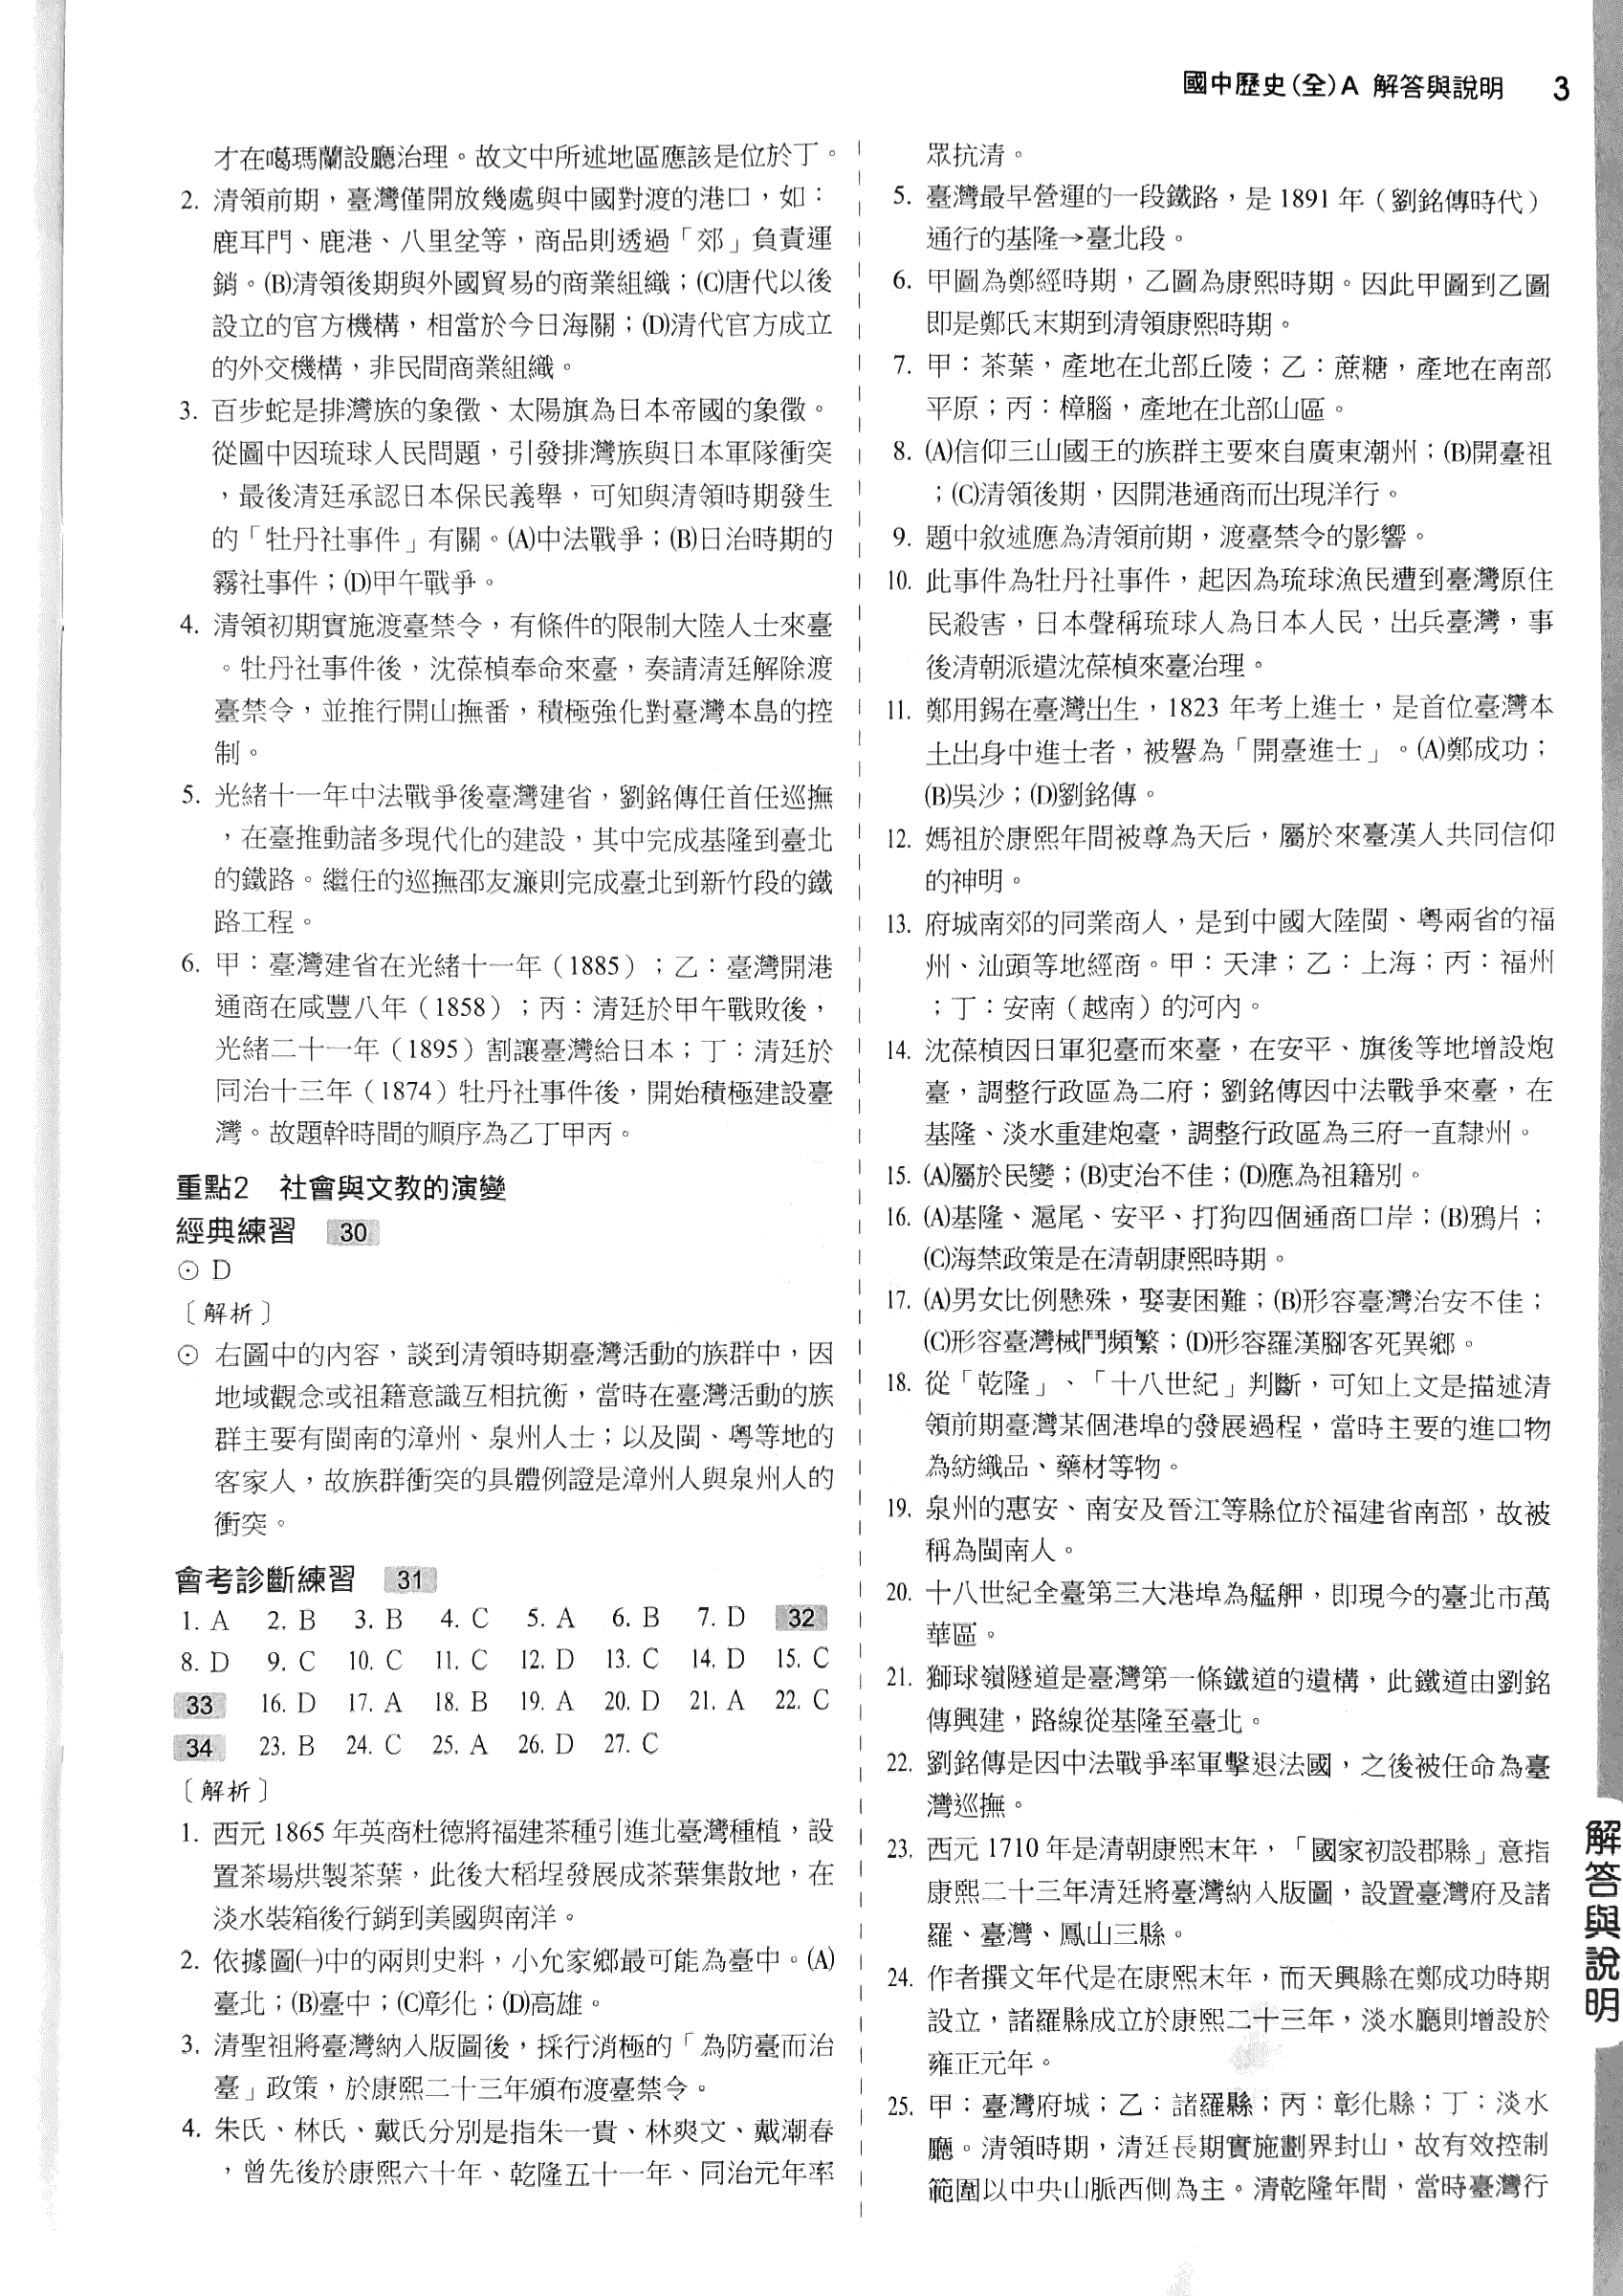 國中歷史(全)A 解答與說明 3
才在噶瑪蘭設廳治理。故文中所述地區應該是位於丁。
2. 清領前期，臺灣僅開放幾處與中國對渡的港口，如：
鹿耳門、鹿港、八里坌等，商品則透過「郊」負責運
銷。(B)清領後期與外國貿易的商業組織；(C)唐代以後
設立的官方機構，相當於今日海關；(D)清代官方成立
的外交機構，非民間商業組織。
3. 百步蛇是排灣族的象徵、太陽旗為日本帝國的象徵。
從圖中因琉球人民問題，引發排灣族與日本軍隊衝突
，最後清廷承認日本保民義舉，可知與清領時期發生
的「牡丹社事件」有關。(A)中法戰爭；(B)日治時期的
霧社事件；(D)甲午戰爭。
4. 清領初期實施渡臺禁令，有條件的限制大陸人士來臺
。牡丹社事件後，沈葆楨奉命來臺，奏請清廷解除渡
臺禁令，並推行開山撫番，積極強化對臺灣本島的控
制。
5. 光緒十一年中法戰爭後臺灣建省，劉銘傳任首任巡撫
，在臺推動諸多現代化的建設，其中完成基隆到臺北
的鐵路。繼任的巡撫邵友濂則完成臺北到新竹段的鐵
路工程。
6. 甲：臺灣建省在光緒十一年（1885）；乙：臺灣開港
通商在咸豐八年（1858）；丙：清廷於甲午戰敗後，
光緒二十一年（1895）割讓臺灣給日本；丁：清廷於
同治十三年（1874）牡丹社事件後，開始積極建設臺
灣。故題幹時間的順序為乙丁甲丙。
重點2 社會與文教的演變
經典練習 30
⊙ D
〔解析〕
⊙ 右圖中的內容，談到清領時期臺灣活動的族群中，因
地域觀念或祖籍意識互相抗衡，當時在臺灣活動的族
群主要有閩南的漳州、泉州人士；以及閩、粵等地的
客家人，故族群衝突的具體例證是漳州人與泉州人的
衝突。
會考診斷練習 31
1. A 2. B 3. B 4. C 5. A 6. B 7. D 32
8. D 9. C 10. C 11. C 12. D 13. C 14. D 15. C
33 16. D 17. A 18. B 19. A 20. D 21. A 22. C
34 23. B 24. C 25. A 26. D 27. C
〔解析〕
1. 西元 1865 年英商杜德將福建茶種引進北臺灣種植，設
置茶場烘製茶葉，此後大稻埕發展成茶葉集散地，在
淡水裝箱後行銷到美國與南洋。
2. 依據圖㈠中的兩則史料，小允家鄉最可能為臺中。(A)
臺北；(B)臺中；(C)彰化；(D)高雄。
3. 清聖祖將臺灣納入版圖後，採行消極的「為防臺而治
臺」政策，於康熙二十三年頒布渡臺禁令。
4. 朱氏、林氏、戴氏分別是指朱一貴、林爽文、戴潮春
，曾先後於康熙六十年、乾隆五十一年、同治元年率
眾抗清。
5. 臺灣最早營運的一段鐵路，是 1891 年（劉銘傳時代）
通行的基隆→臺北段。
6. 甲圖為鄭經時期，乙圖為康熙時期。因此甲圖到乙圖
即是鄭氏末期到清領康熙時期。
7. 甲：茶葉，產地在北部丘陵；乙：蔗糖，產地在南部
平原；丙：樟腦，產地在北部山區。
8. (A)信仰三山國王的族群主要來自廣東潮州；(B)開臺祖
；(C)清領後期，因開港通商而出現洋行。
9. 題中敘述應為清領前期，渡臺禁令的影響。
10. 此事件為牡丹社事件，起因為琉球漁民遭到臺灣原住
民殺害，日本聲稱琉球人為日本人民，出兵臺灣，事
後清朝派遣沈葆楨來臺治理。
11. 鄭用錫在臺灣出生，1823 年考上進士，是首位臺灣本
土出身中進士者，被譽為「開臺進士」。(A)鄭成功；
(B)吳沙；(D)劉銘傳。
12. 媽祖於康熙年間被尊為天后，屬於來臺漢人共同信仰
的神明。
13. 府城南郊的同業商人，是到中國大陸閩、粵兩省的福
州、汕頭等地經商。甲：天津；乙：上海；丙：福州
；丁：安南（越南）的河內。
14. 沈葆楨因日軍犯臺而來臺，在安平、旗後等地增設炮
臺，調整行政區為二府；劉銘傳因中法戰爭來臺，在
基隆、淡水重建炮臺，調整行政區為三府一直隸州。
15. (A)屬於民變；(B)吏治不佳；(D)應為祖籍別。
16. (A)基隆、滬尾、安平、打狗四個通商口岸；(B)鴉片；
(C)海禁政策是在清朝康熙時期。
17. (A)男女比例懸殊，娶妻困難；(B)形容臺灣治安不佳；
(C)形容臺灣械鬥頻繁；(D)形容羅漢腳客死異鄉。
18. 從「乾隆」、「十八世紀」判斷，可知上文是描述清
領前期臺灣某個港埠的發展過程，當時主要的進口物
為紡織品、藥材等物。
19. 泉州的惠安、南安及晉江等縣位於福建省南部，故被
稱為閩南人。
20. 十八世紀全臺第三大港埠為艋舺，即現今的臺北市萬
華區。
21. 獅球嶺隧道是臺灣第一條鐵道的遺構，此鐵道由劉銘
傳興建，路線從基隆至臺北。
22. 劉銘傳是因中法戰爭率軍擊退法國，之後被任命為臺
灣巡撫。
23. 西元 1710 年是清朝康熙末年，「國家初設郡縣」意指
康熙二十三年清廷將臺灣納入版圖，設置臺灣府及諸
羅、臺灣、鳳山三縣。
24. 作者撰文年代是在康熙末年，而天興縣在鄭成功時期
設立，諸羅縣成立於康熙二十三年，淡水廳則增設於
雍正元年。
25. 甲：臺灣府城；乙：諸羅縣；丙：彰化縣；丁：淡水
廳。清領時期，清廷長期實施劃界封山，故有效控制
範圍以中央山脈西側為主。清乾隆年間，當時臺灣行
解答與說明